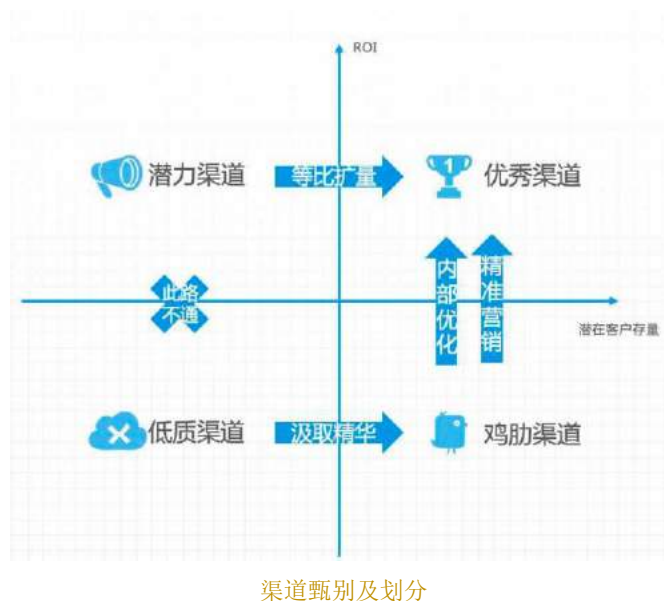 ROI
潜力渠道
等比扩量
1
优秀渠道
此路
不通
内部优化
精准营销
潜在客户存量
低质渠道
汲取精华
鸡肋渠道
渠道甄别及划分